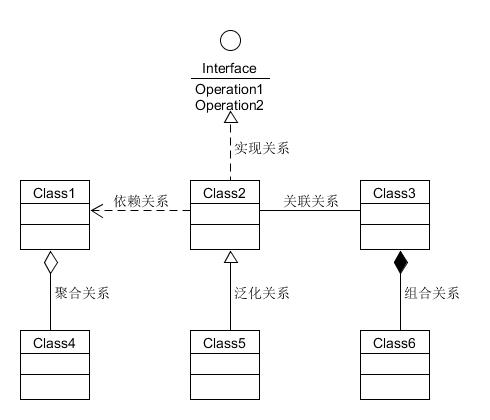 Interface
Operation1
Operation2
实现关系
Class1
依赖关系
Class2
关联关系
Class3
聚合关系
泛化关系
组合关系
Class4
Class5
Class6